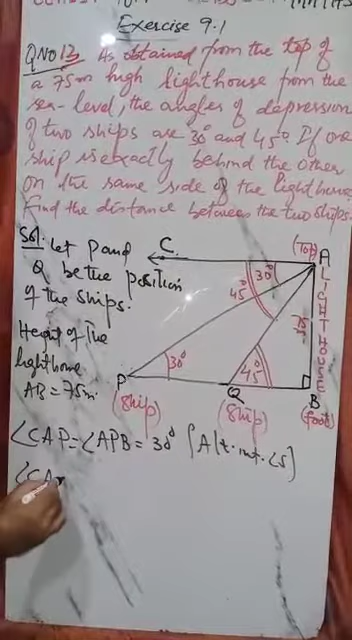 Exercise 9.1
QNO 13. As obtained from the top of
a 75m high lighthouse from the
sea-level, the angles of depression
of two ships are 30° and 45°. If one
ship is exactly behind the other
on the same side of the lighthouse
Find the distance between the two ships.
Sol: Let P and
Q be the position
of the ships.
Height of the
lighthouse
AB = 75m.
C.
(Top)
A
LIGHTHOUSE
30°
45°
75m
P
30°
Q
45°
B
(Ship)
(Ship)
(foot)
∠CAP = ∠APB = 30° [Alt. int. ∠S]
∠CA